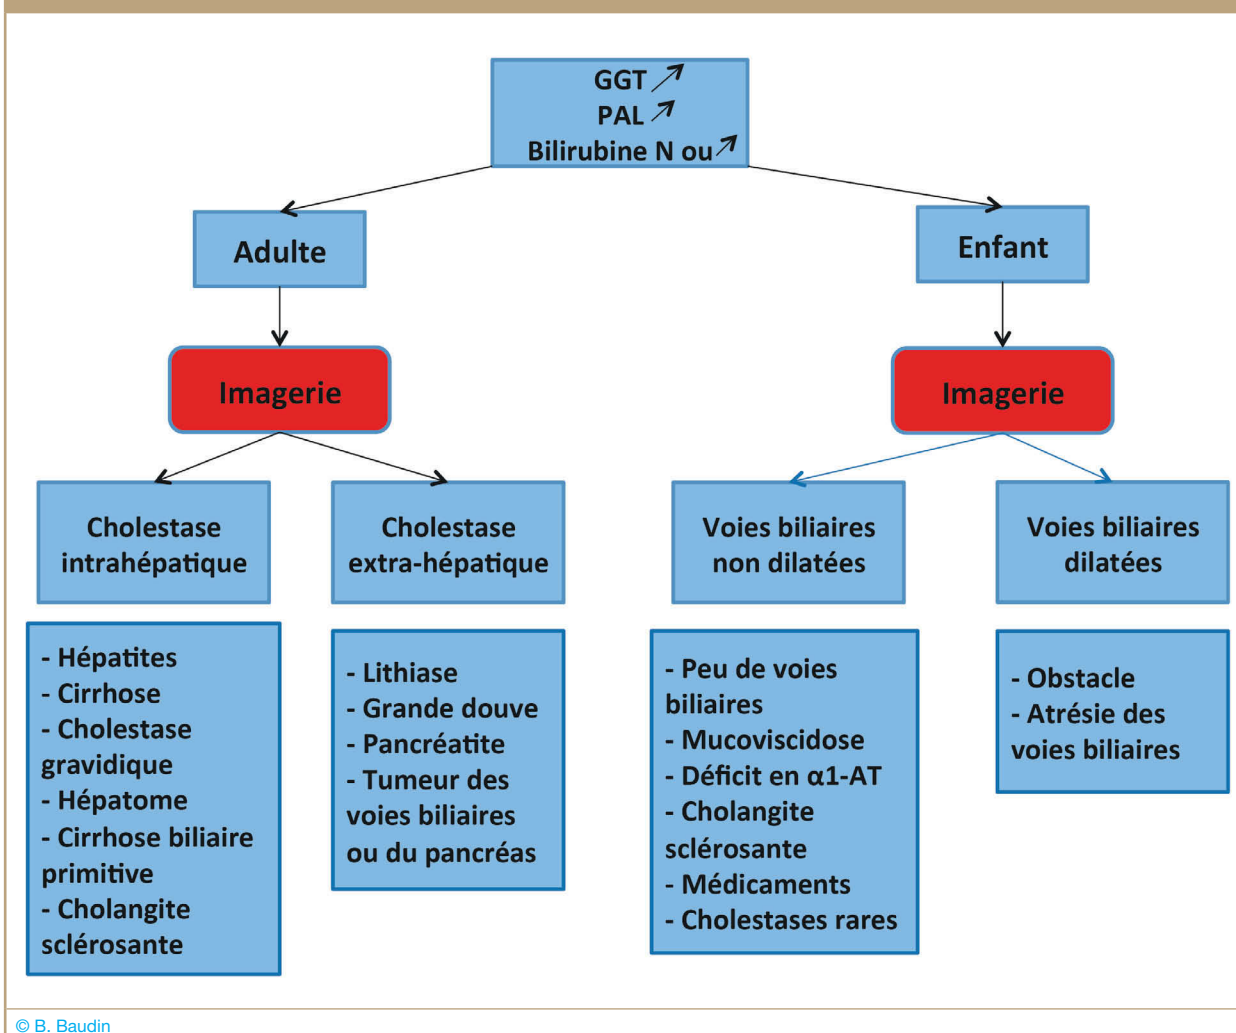 GGT ↗
PAL ↗
Bilirubine N ou ↗
Adulte
Enfant
Imagerie
Imagerie
Cholestase
intrahépatique
Cholestase
extra-hépatique
Voies biliaires
non dilatées
Voies biliaires
dilatées
- Hépatites
- Cirrhose
- Cholestase
gravidique
- Hépatome
- Cirrhose biliaire
primitive
- Cholangite
sclérosante
- Lithiase
- Grande douve
- Pancréatite
- Tumeur des
voies biliaires
ou du pancréas
- Peu de voies
biliaires
- Mucoviscidose
- Déficit en α1-AT
- Cholangite
sclérosante
- Médicaments
- Cholestases rares
- Obstacle
- Atrésie des
voies biliaires
© B. Baudin